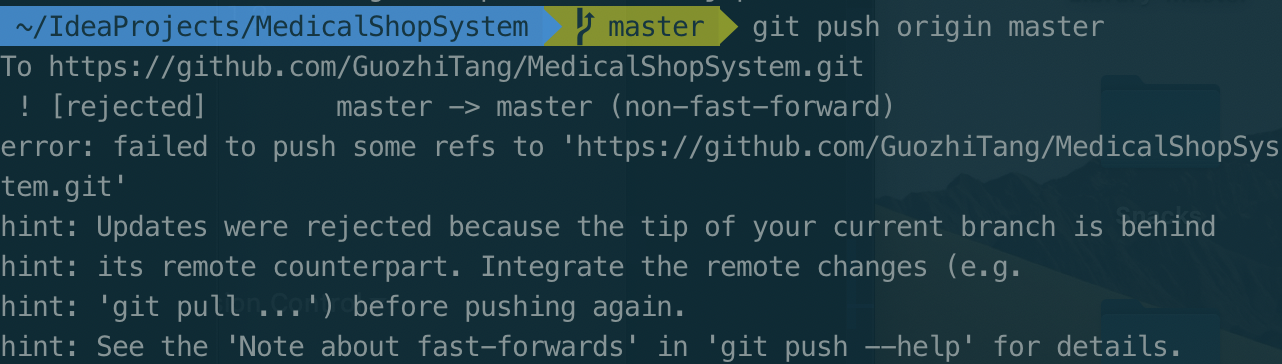 ~/IdeaProjects/MedicalShopSystem master git push origin master
To https://github.com/GuozhiTang/MedicalShopSystem.git
! [rejected] master -> master (non-fast-forward)
error: failed to push some refs to 'https://github.com/GuozhiTang/MedicalShopSys
tem.git'
hint: Updates were rejected because the tip of your current branch is behind
hint: its remote counterpart. Integrate the remote changes (e.g.
hint: 'git pull ...') before pushing again.
hint: See the 'Note about fast-forwards' in 'git push --help' for details.
Snacks